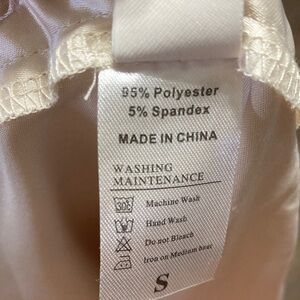 95% Polyester
5% Spandex
MADE IN CHINA
WASHING
MAINTENANCE
Machine Wash
Hand Wash
Do not Bleach
Iron on Medium heat
S